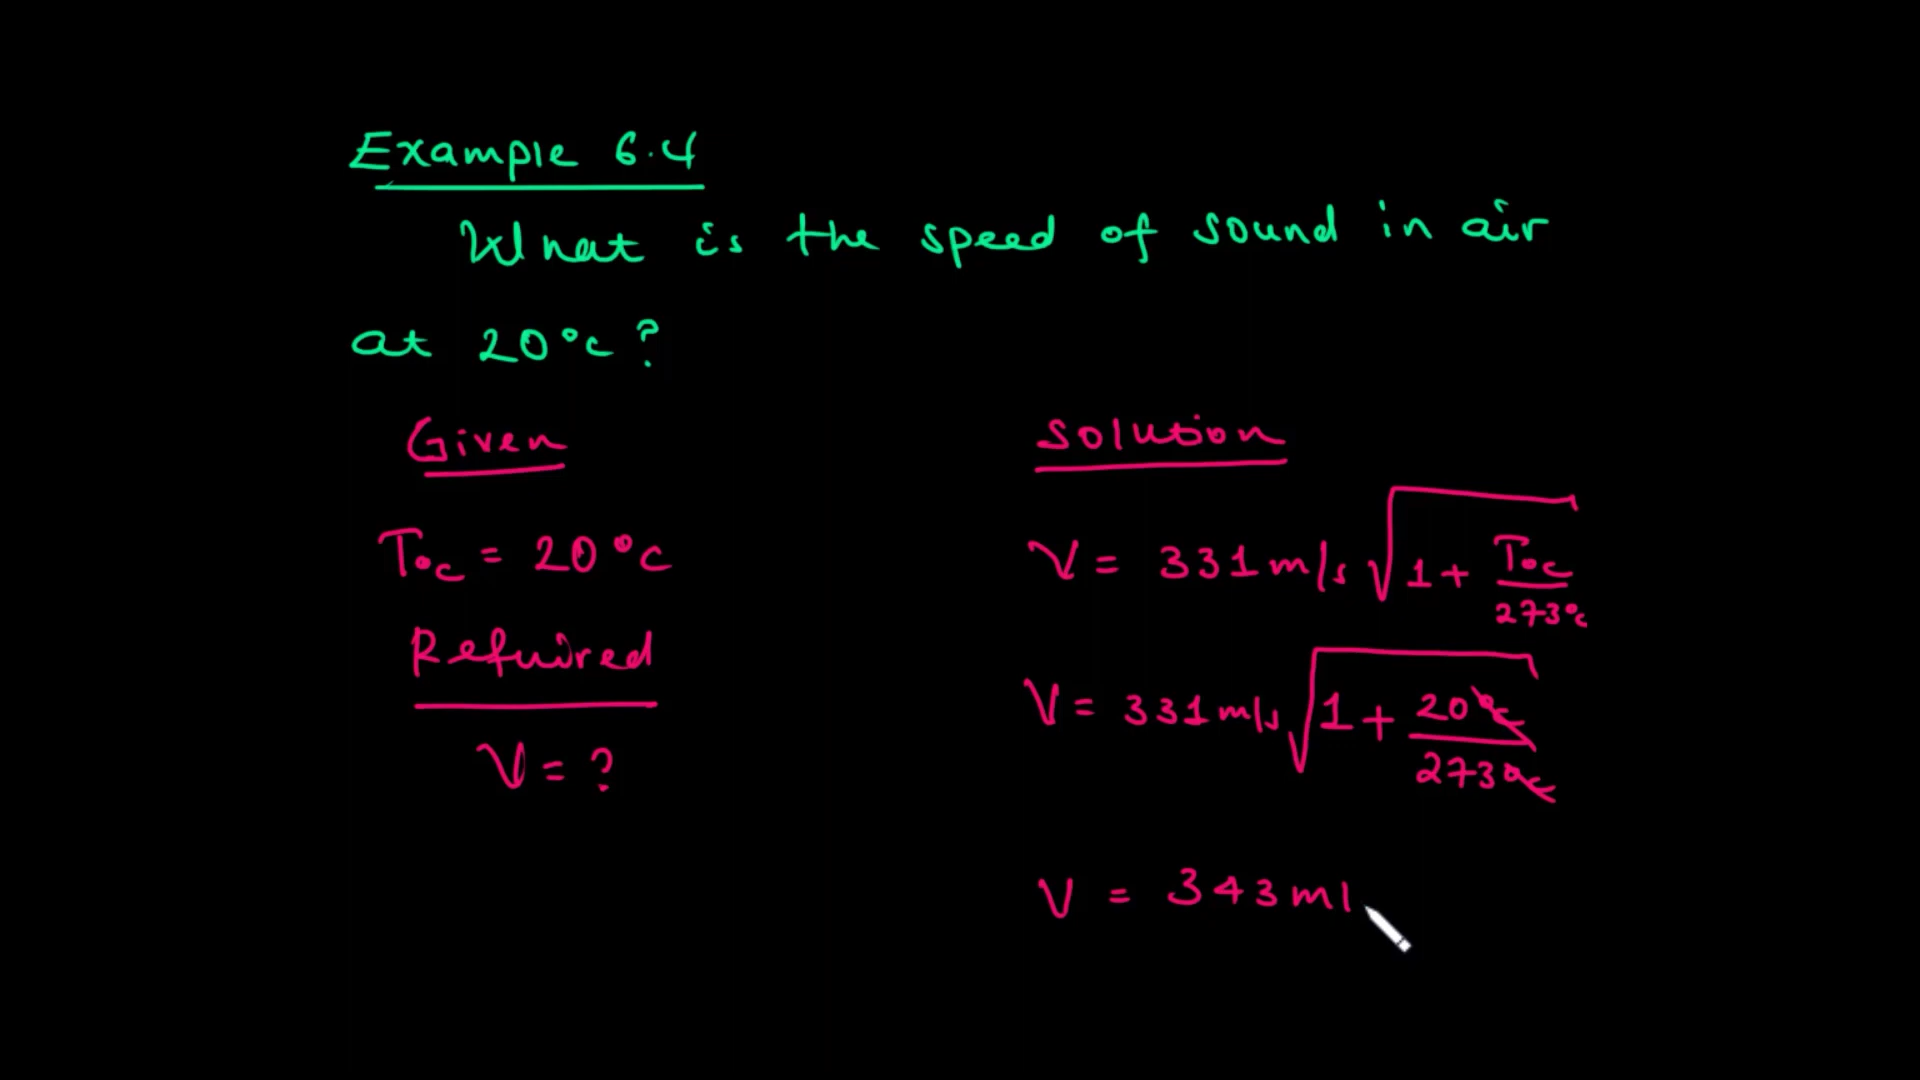 Example 6.4
What is the speed of sound in air
at 20°c?
Given
T°c = 20°c
Required
V = ?
Solution
V = 331m/s √1 + T°c/273°c
V = 331m/s √1 + 20°c/273°c
V = 343m/